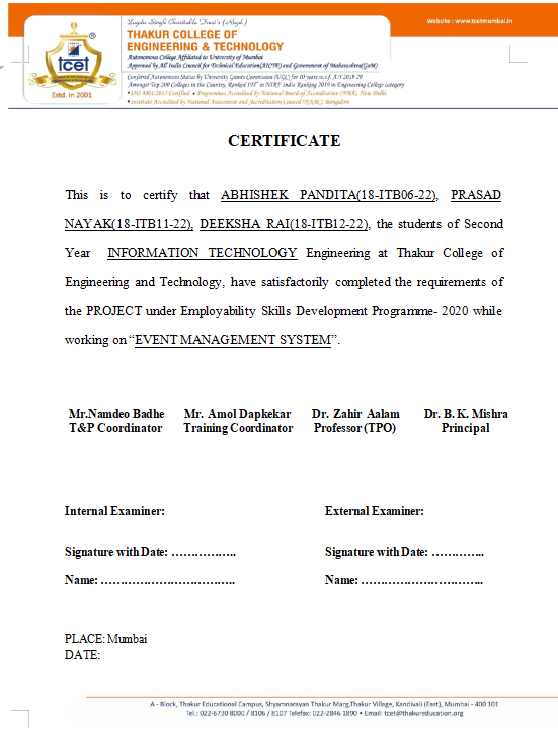 Zagdu Singh Charitable Trust's (Regd.)
THAKUR COLLEGE OF
ENGINEERING & TECHNOLOGY
Autonomous College Affiliated to University of Mumbai
Approved by All India Council for Technical Education(AICTE) and Government of Maharashtra(GoM)
Conferred Autonomous Status by University Grants Commission (UGC) for 10 years w.e.f. A.Y 2019-20
Amongst Top 200 Colleges in the Country, Ranked 193rd in NIRF India Ranking 2019 in Engineering College category
• ISO 9001:2015 Certified • Programmes Accredited by National Board of Accreditation (NBA), New Delhi
• Institute Accredited by National Assessment and Accreditation Council (NAAC), Bangalore
Website : www.tcetmumbai.in
tcet
Estd. in 2001
CERTIFICATE
This is to certify that ABHISHEK PANDITA(18-ITB06-22), PRASAD
NAYAK(18-ITB11-22), DEEKSHA RAI(18-ITB12-22), the students of Second
Year INFORMATION TECHNOLOGY Engineering at Thakur College of
Engineering and Technology, have satisfactorily completed the requirements of
the PROJECT under Employability Skills Development Programme- 2020 while
working on “EVENT MANAGEMENT SYSTEM”.
Mr.Namdeo Badhe Mr. Amol Dapkekar Dr. Zahir Aalam Dr. B. K. Mishra
T&P Coordinator Training Coordinator Professor (TPO) Principal
Internal Examiner: External Examiner:
Signature with Date: …………….. Signature with Date: …………..
Name: …………………………….. Name: …………………………..
PLACE: Mumbai
DATE:
A - Block, Thakur Educational Campus, Shyamnarayan Thakur Marg,Thakur Village, Kandivali (East), Mumbai - 400 101
Tel.: 022-6730 8000 / 8106 / 8107 Telefax: 022-2846 1890 • Email: tcet@thakureducation.org